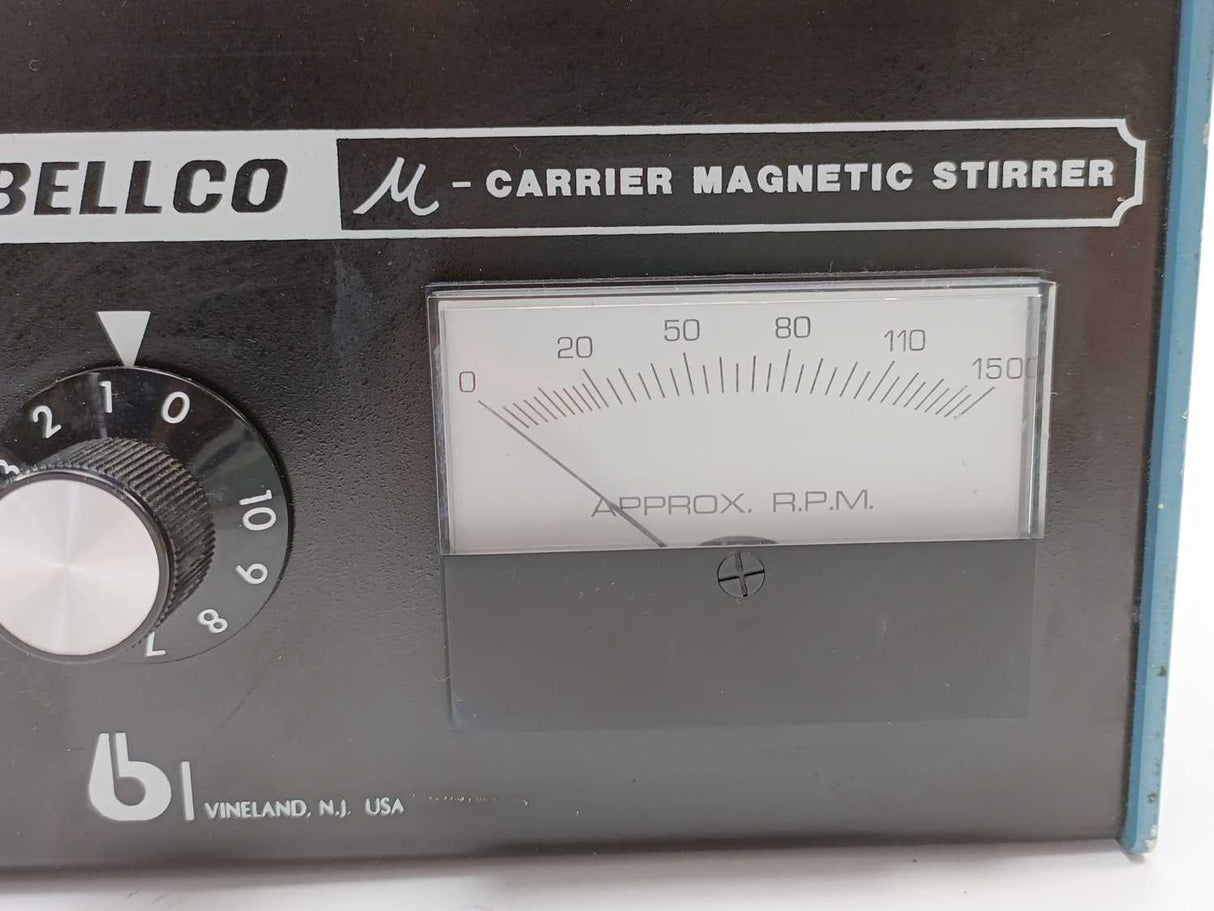 BELLCO μ - CARRIER MAGNETIC STIRRER
0 20 50 80 110 1500
APPROX. R.P.M.
3 2 1 0 10 9 8 7
b
VINELAND, N.J. USA